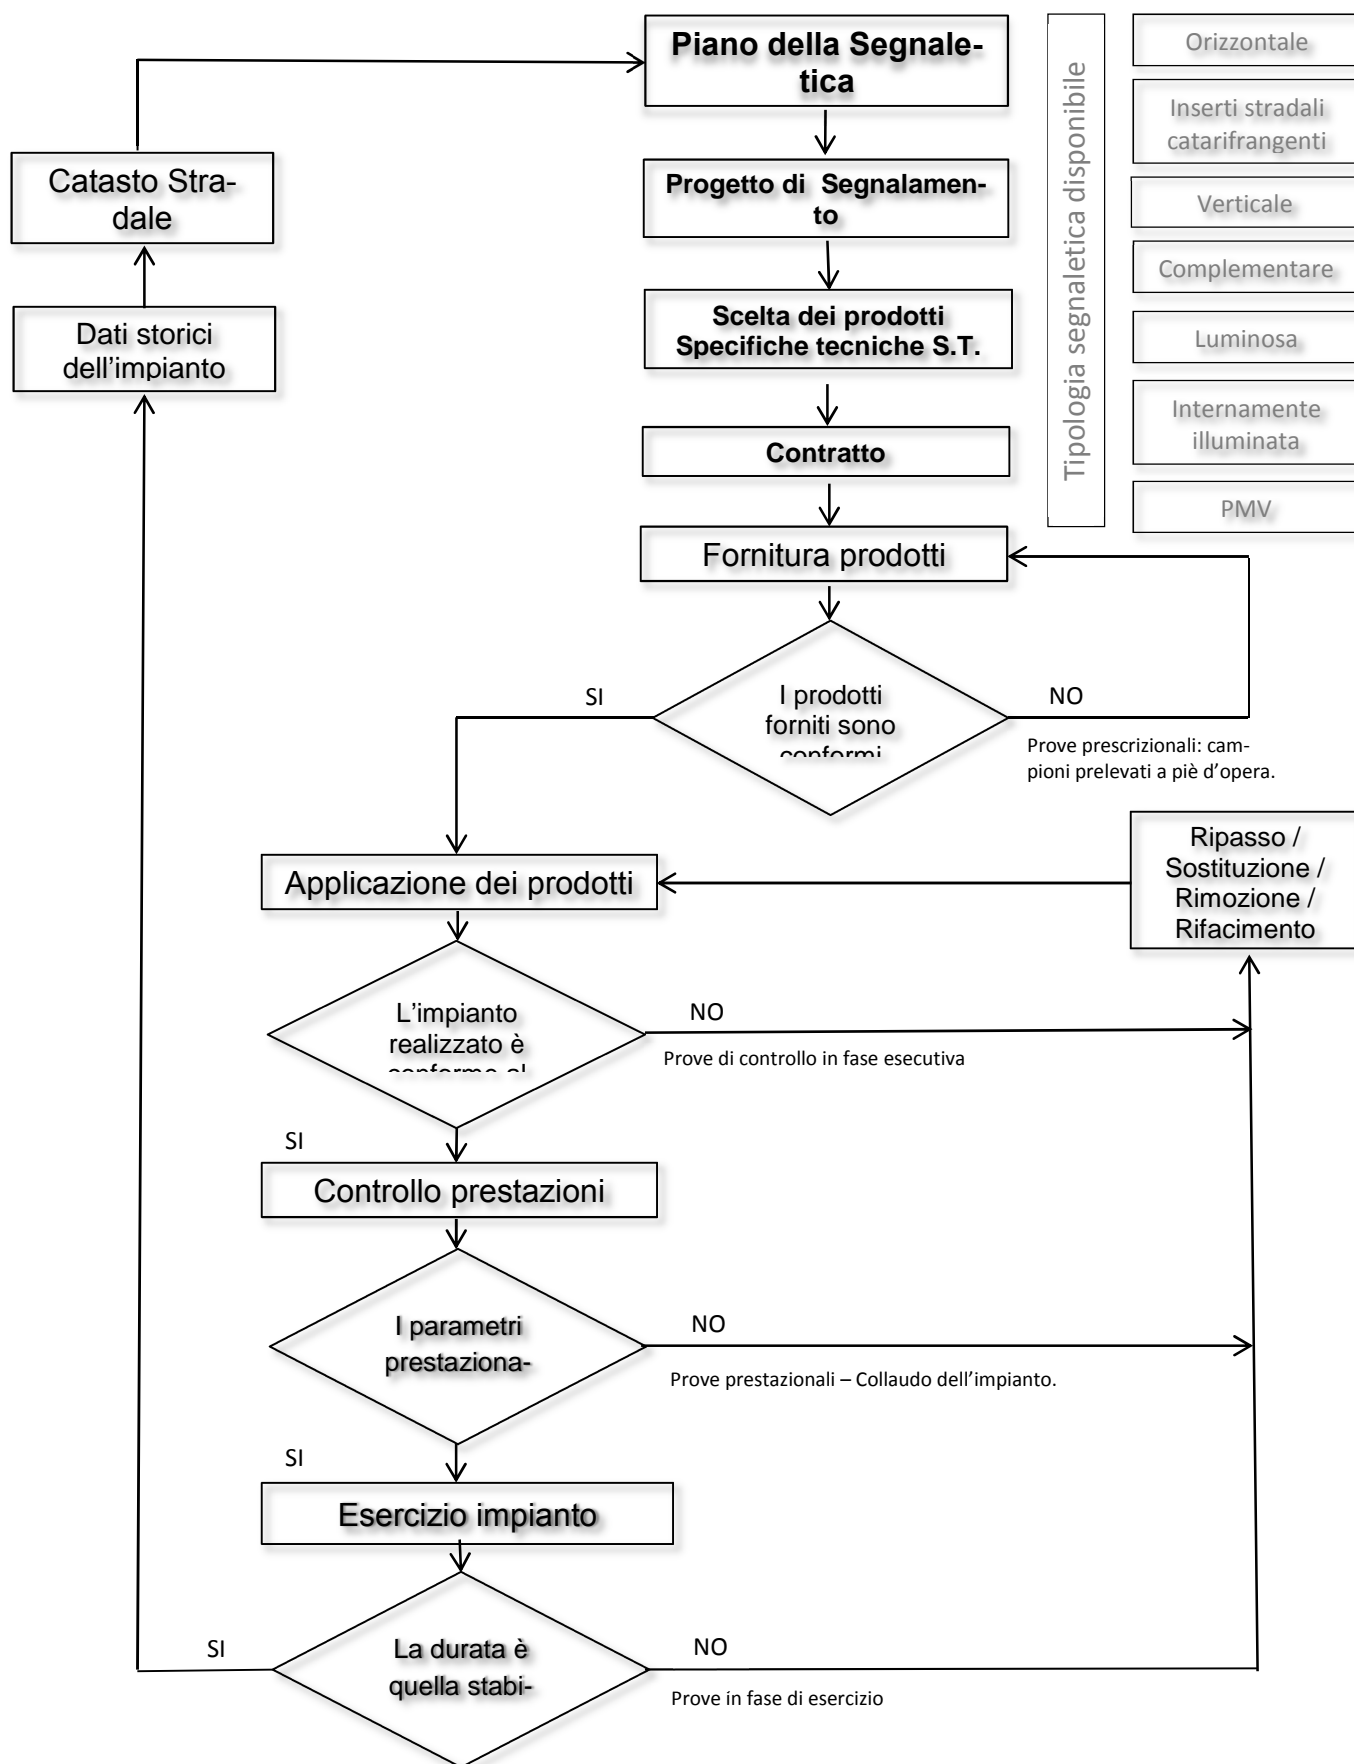 Piano della Segnale-
tica
Progetto di Segnalamen-
to
Scelta dei prodotti
Specifiche tecniche S.T.
Contratto
Fornitura prodotti
Tipologia segnaletica disponibile
Orizzontale
Inserti stradali
catarifrangenti
Verticale
Complementare
Luminosa
Internamente
illuminata
PMV
Catasto Stra-
dale
Dati storici
dell’impianto
SI
I prodotti
forniti sono
conformi
NO
Prove prescrizionali: cam-
pioni prelevati a piè d’opera.
Ripasso /
Sostituzione /
Rimozione /
Rifacimento
Applicazione dei prodotti
L’impianto
realizzato è
conforme al
NO
Prove di controllo in fase esecutiva
SI
Controllo prestazioni
I parametri
prestaziona-
NO
Prove prestazionali – Collaudo dell’impianto.
SI
Esercizio impianto
SI
La durata è
quella stabi-
NO
Prove in fase di esercizio